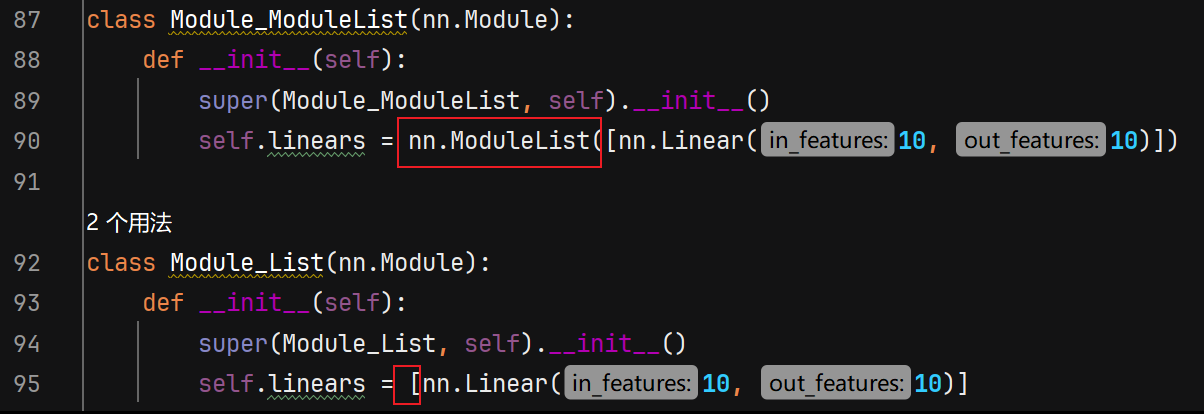 87 class Module_ModuleList(nn.Module):
88 def __init__(self):
89 super(Module_ModuleList, self).__init__()
90 self.linears = nn.ModuleList([nn.Linear(in_features: 10, out_features: 10)])
91
2 个用法
92 class Module_List(nn.Module):
93 def __init__(self):
94 super(Module_List, self).__init__()
95 self.linears = [nn.Linear(in_features: 10, out_features: 10)]